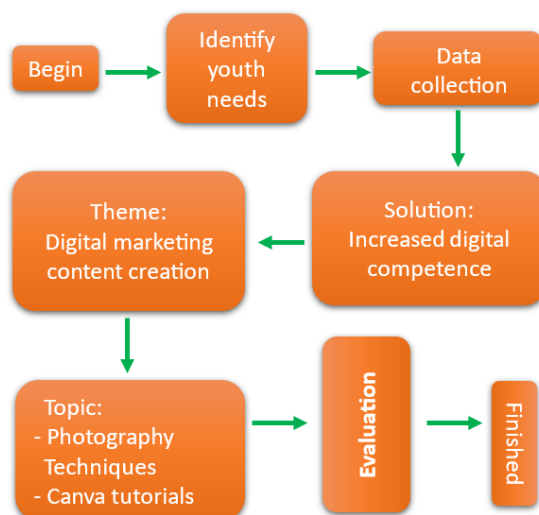 Begin
Identify
youth
needs
Data
collection
Solution:
Increased digital
competence
Theme:
Digital marketing
content creation
Topic:
- Photography
Techniques
- Canva tutorials
Evaluation
Finished